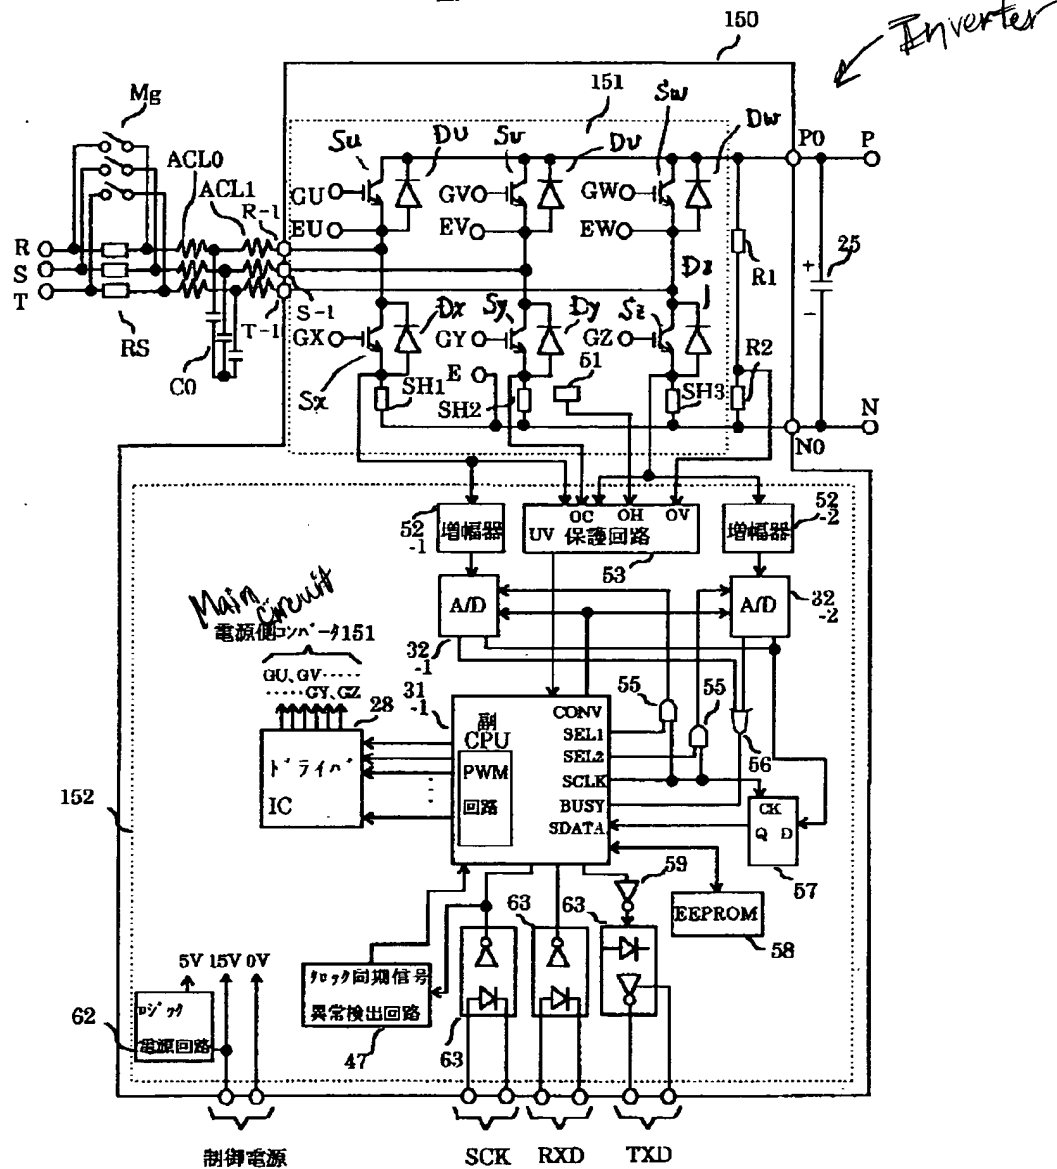 150
Inverter
Mg
151
Su
Du
Sv
Dv
Sw
Dw
P0
P
ACL0
ACL1
R-1
GU
GV
GW
EU
EV
EW
R
S
T
R1
25
+
-
RS
C0
T-1
S-1
GX
Dx
Sy
GY
Dy
Sz
GZ
Dz
E
51
R2
Sx
SH1
SH2
SH3
N
N0
52-1
増幅器
OC
OH
OV
UV
保護回路
53
増幅器
52-2
Main circuit
A/D
A/D
32-2
電源側コンバータ151
32-1
GU、GV‥‥‥
‥‥‥GY、GZ
31-1
28
55
55
副
CPU
CONV
SEL1
SEL2
SCLK
BUSY
SDATA
56
ドライバ
IC
PWM
回路
152
CK
Q D
57
59
EEPROM
58
63
63
5V 15V 0V
クロック同期信号
異常検出回路
ロジック
電源回路
62
47
63
制御電源
SCK
RXD
TXD